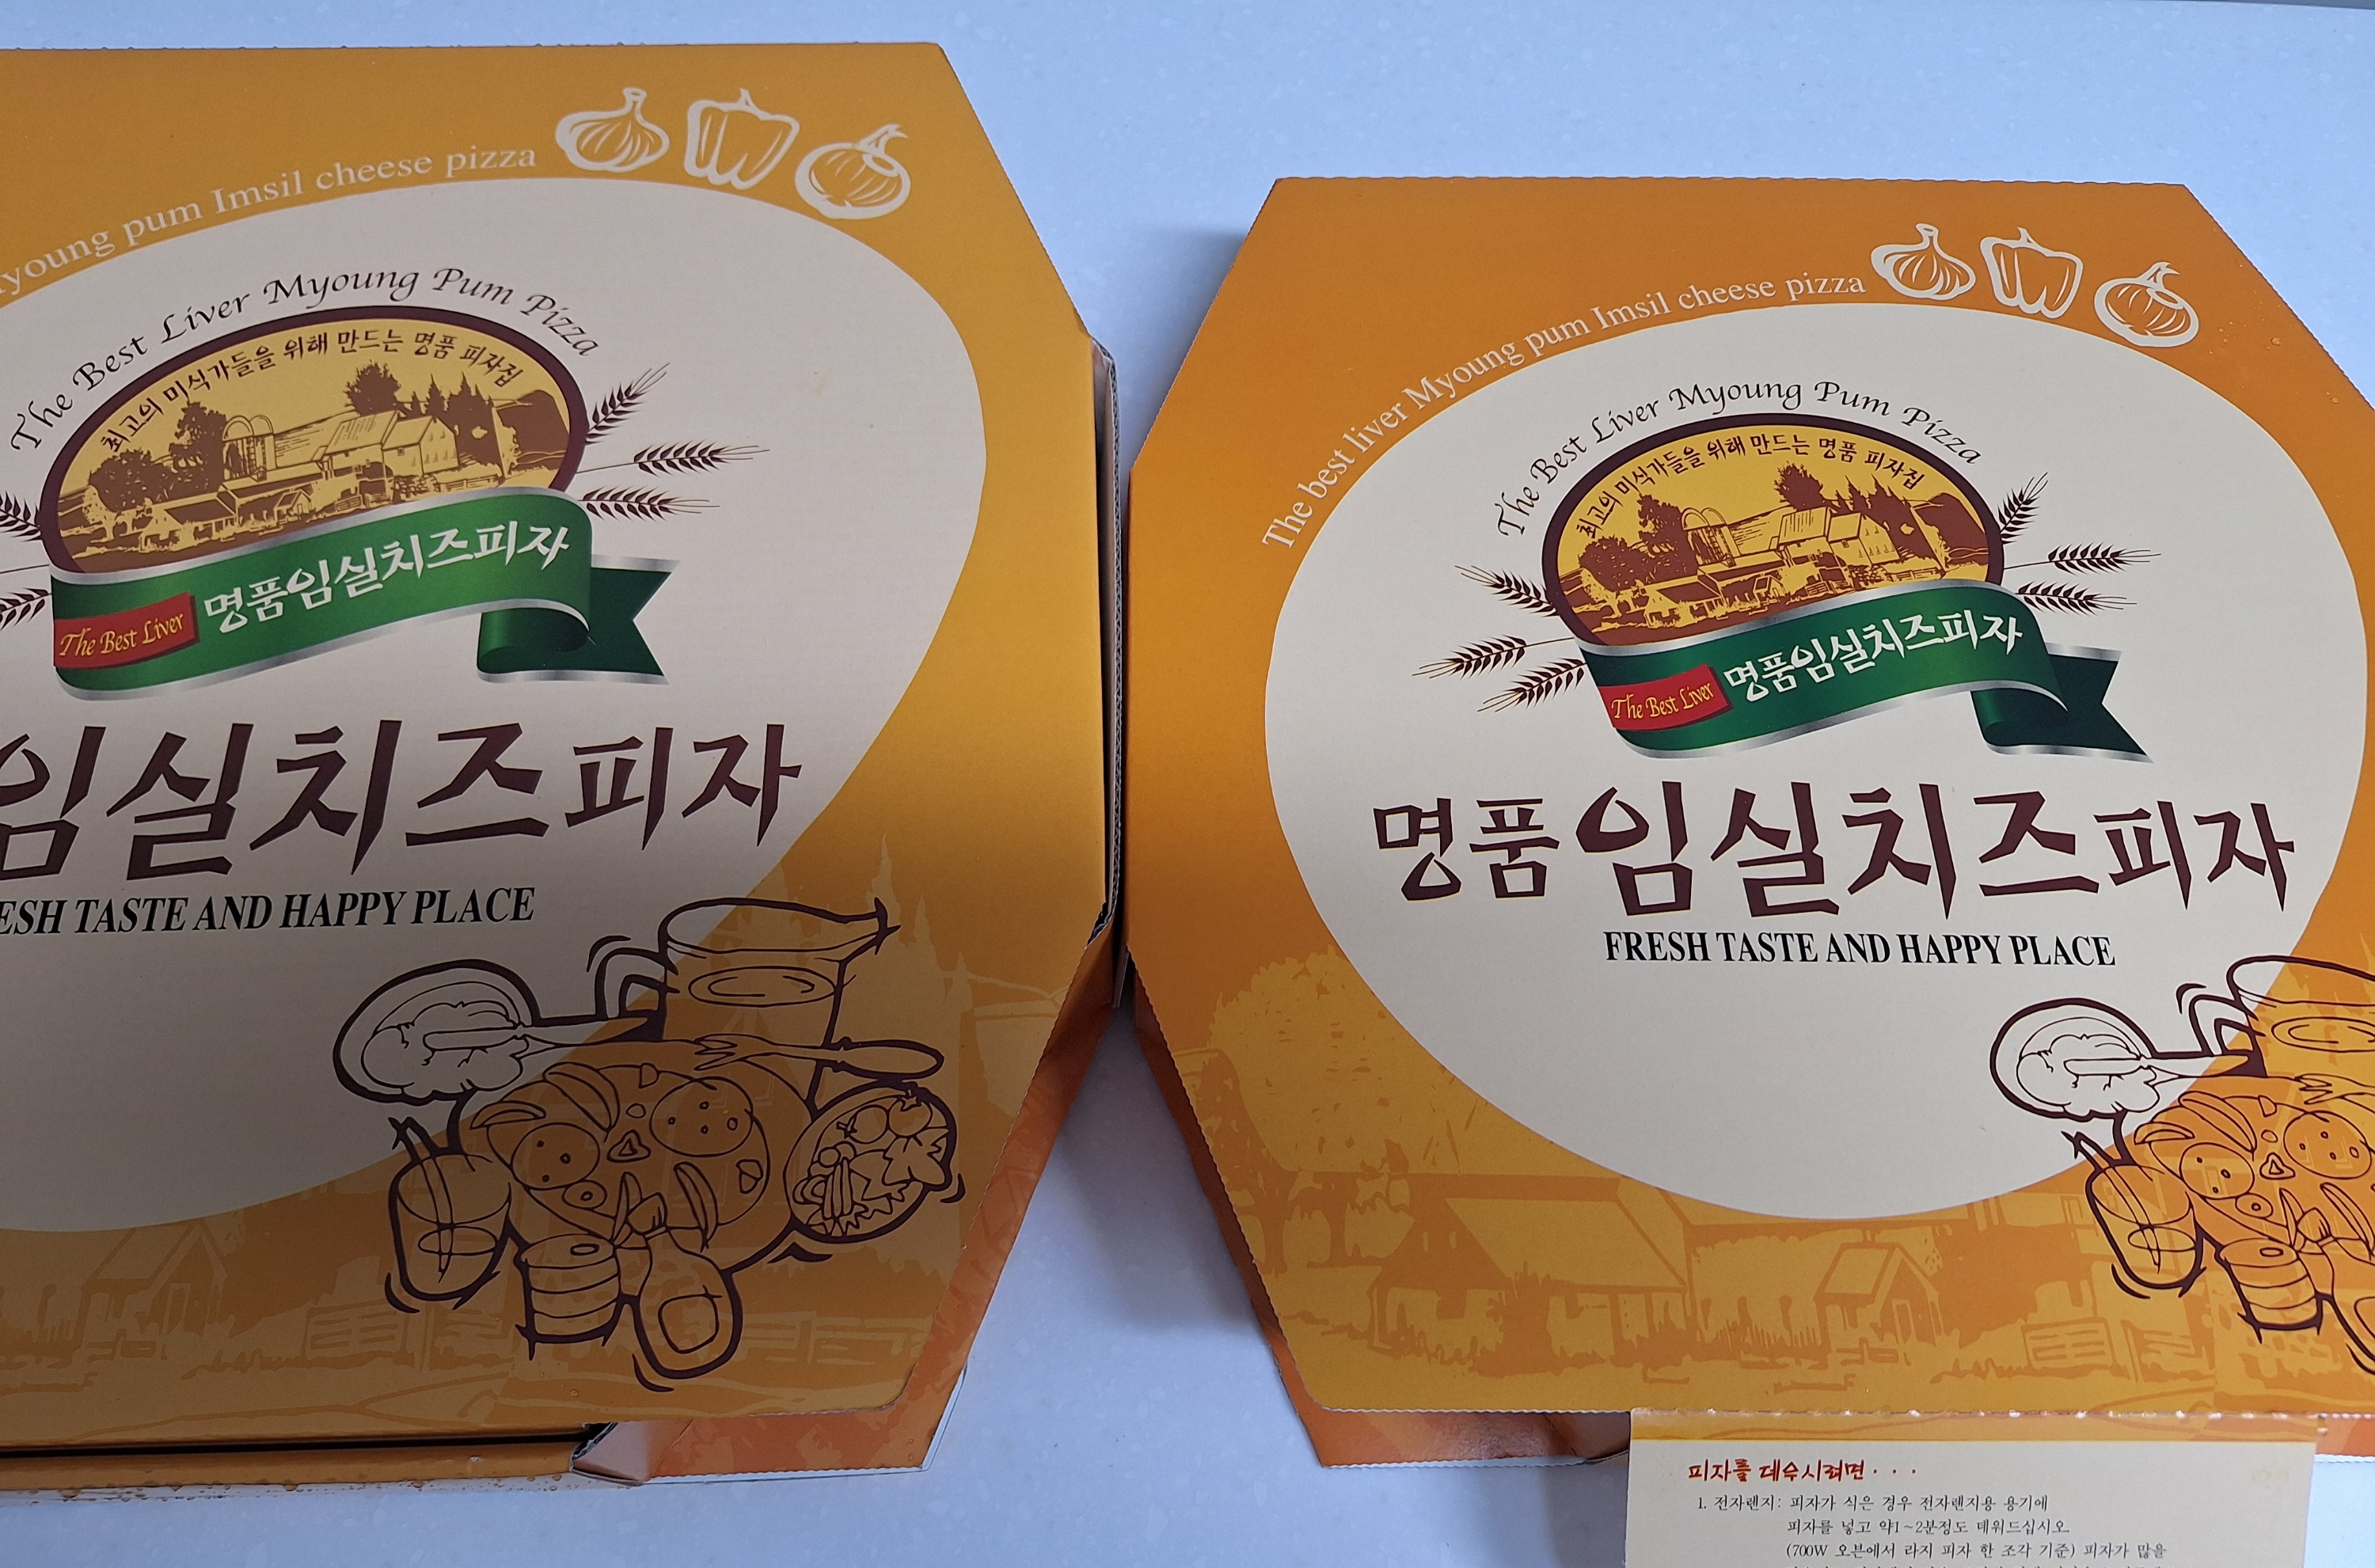 young pum Imsil cheese pizza
The Best Liver Myoung Pum Pizza
최고의 미식가들을 위해 만드는 명품 피자집
The Best Liver 명품임실치즈피자
임실치즈피자
ESH TASTE AND HAPPY PLACE
The best liver Myoung pum Imsil cheese pizza
The Best Liver Myoung Pum Pizza
최고의 미식가들을 위해 만드는 명품 피자집
The Best Liver 명품임실치즈피자
명품임실치즈피자
FRESH TASTE AND HAPPY PLACE
피자를 데우시려면 · · ·
1. 전자렌지: 피자가 식은 경우 전자렌지용 용기에
피자를 넣고 약1~2분정도 데워드십시오.
(700W 오븐에서 라지 피자 한 조각 기준) 피자가 많을